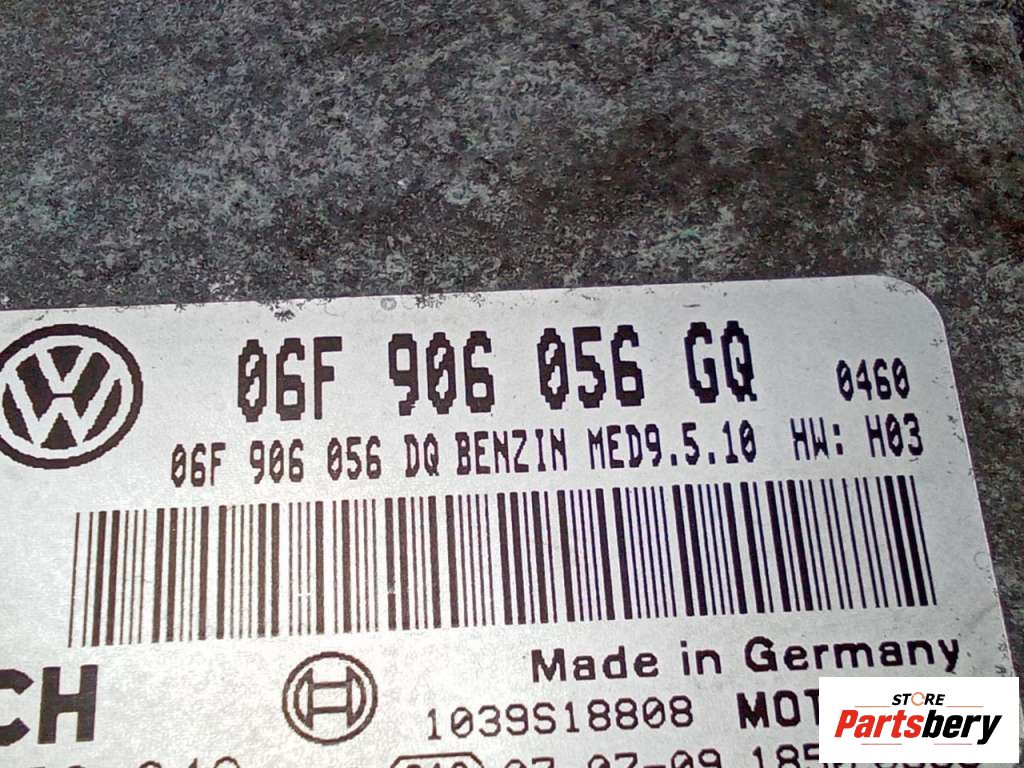 06F 906 056 GQ 0460
06F 906 056 DQ BENZIN MED9.5.10 HW: H03
Made in Germany
1039S18808
STORE
Partsbery